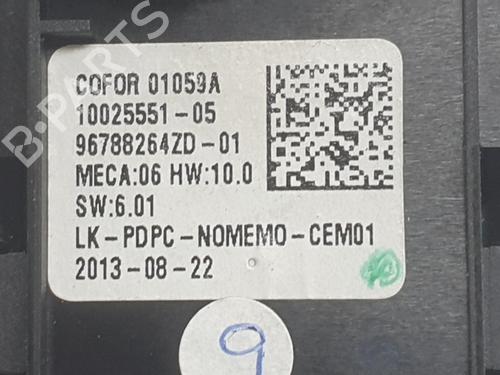 COFOR 01059A
10025551-05
96788264ZD-01
MECA:06 HW:10.0
SW:6.01
LK-PDPC-NOMEMO-CEM01
2013-08-22
9
B-PARTS